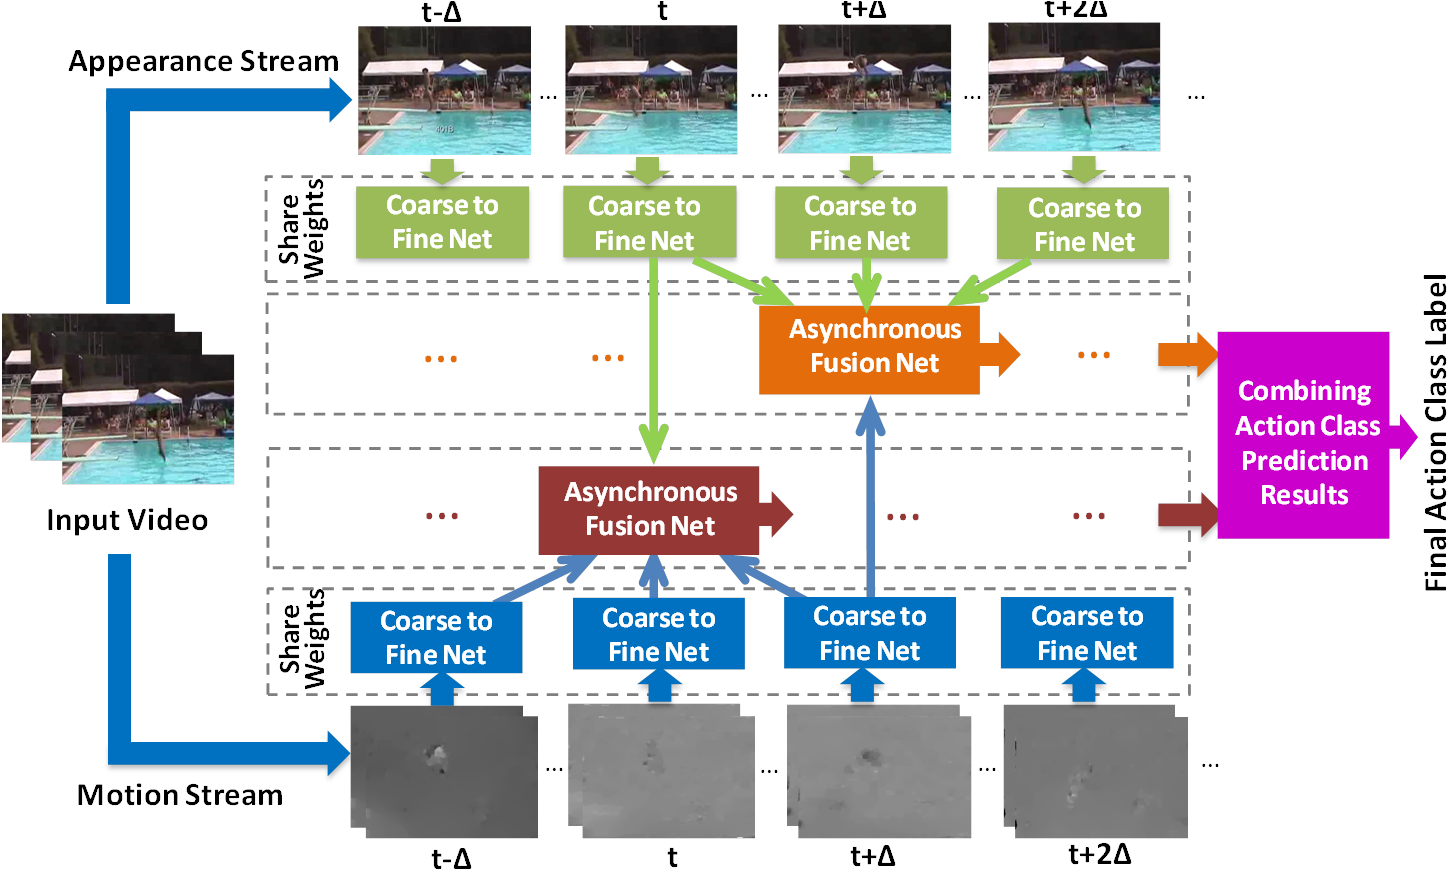 t-Δ
t
t+Δ
t+2Δ
Appearance Stream
...
...
...
...
401B
Share
Weights
Coarse to
Fine Net
Coarse to
Fine Net
Coarse to
Fine Net
Coarse to
Fine Net
...
...
Asynchronous
Fusion Net
...
Combining
Action Class
Prediction
Results
Final Action Class Label
Input Video
...
Asynchronous
Fusion Net
...
...
Share
Weights
Coarse to
Fine Net
Coarse to
Fine Net
Coarse to
Fine Net
Coarse to
Fine Net
Motion Stream
...
...
...
...
t-Δ
t
t+Δ
t+2Δ